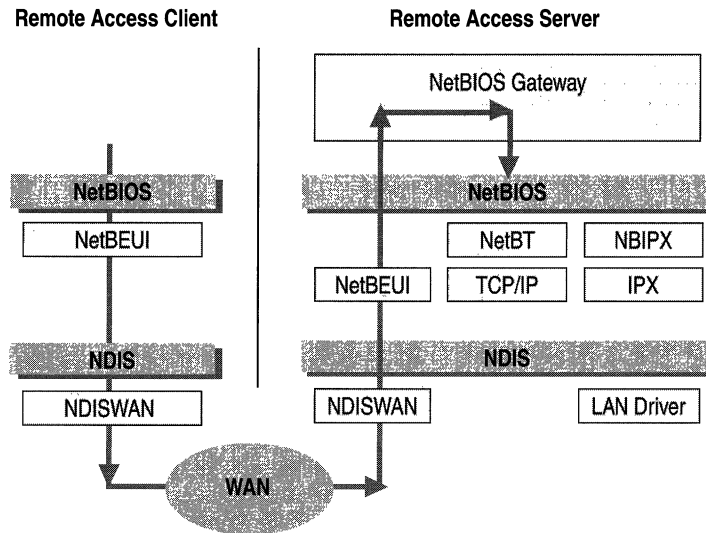 Remote Access Client
Remote Access Server
NetBIOS Gateway
NetBIOS
NetBIOS
NetBEUI
NetBT
NBIPX
NetBEUI
TCP/IP
IPX
NDIS
NDIS
NDISWAN
NDISWAN
LAN Driver
WAN